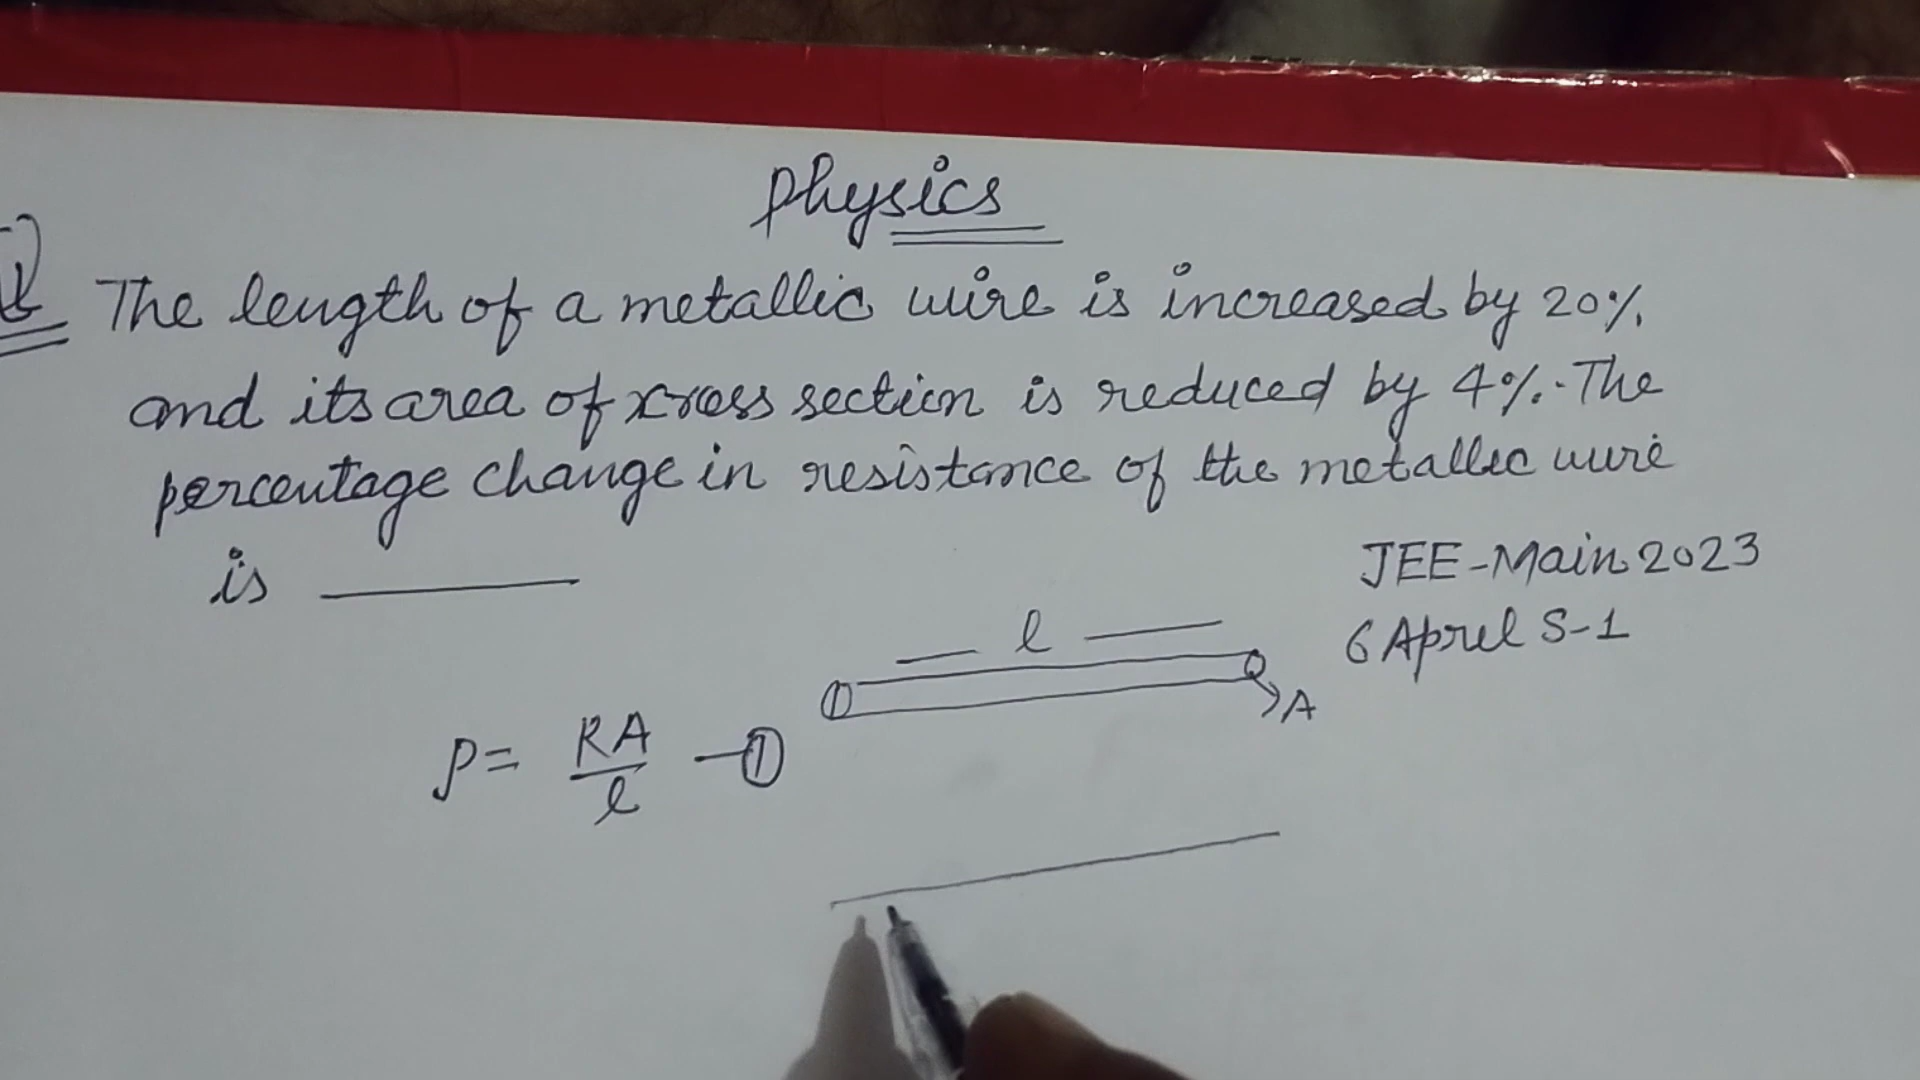 Physics
The length of a metallic wire is increased by 20%
and its area of cross section is reduced by 4%. The
percentage change in resistance of the metallic wire
is
JEE-Main 2023
6 April S-1
l
A
ρ = RA/l -①